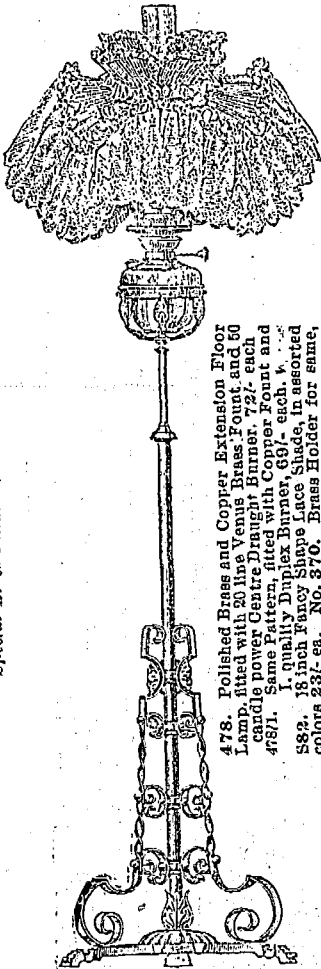 478. Polished Brass and Copper Extension Floor
Lamp, fitted with 20 line Venus Brass Fount and 50
candle power Centre Draught Burner, 72/- each
478/1. Same Pattern, fitted with Copper Fount and
I. quality Duplex Burner, 69/- each.
S82. 18 inch Fancy Shape Lace Shade, in assorted
colors 23/- ea. No. 370. Brass Holder for same,